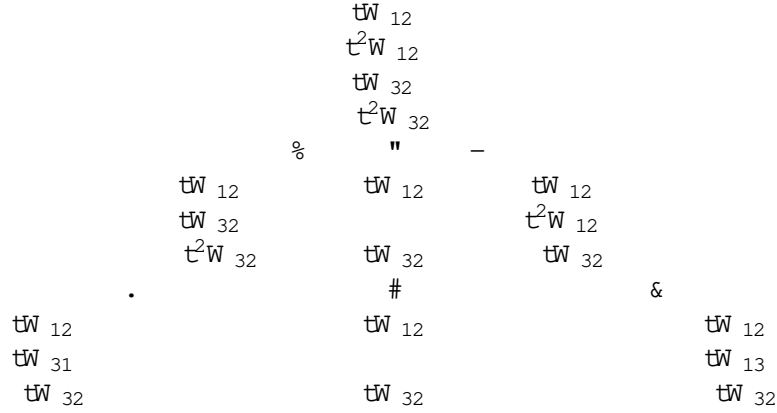 tW 12
t²W 12
tW 32
t²W 32
% " –
tW 12 tW 12 tW 12
tW 32 t²W 12
t²W 32 tW 32 tW 32
. # &
tW 12 tW 12 tW 12
tW 31 tW 13
tW 32 tW 32 tW 32